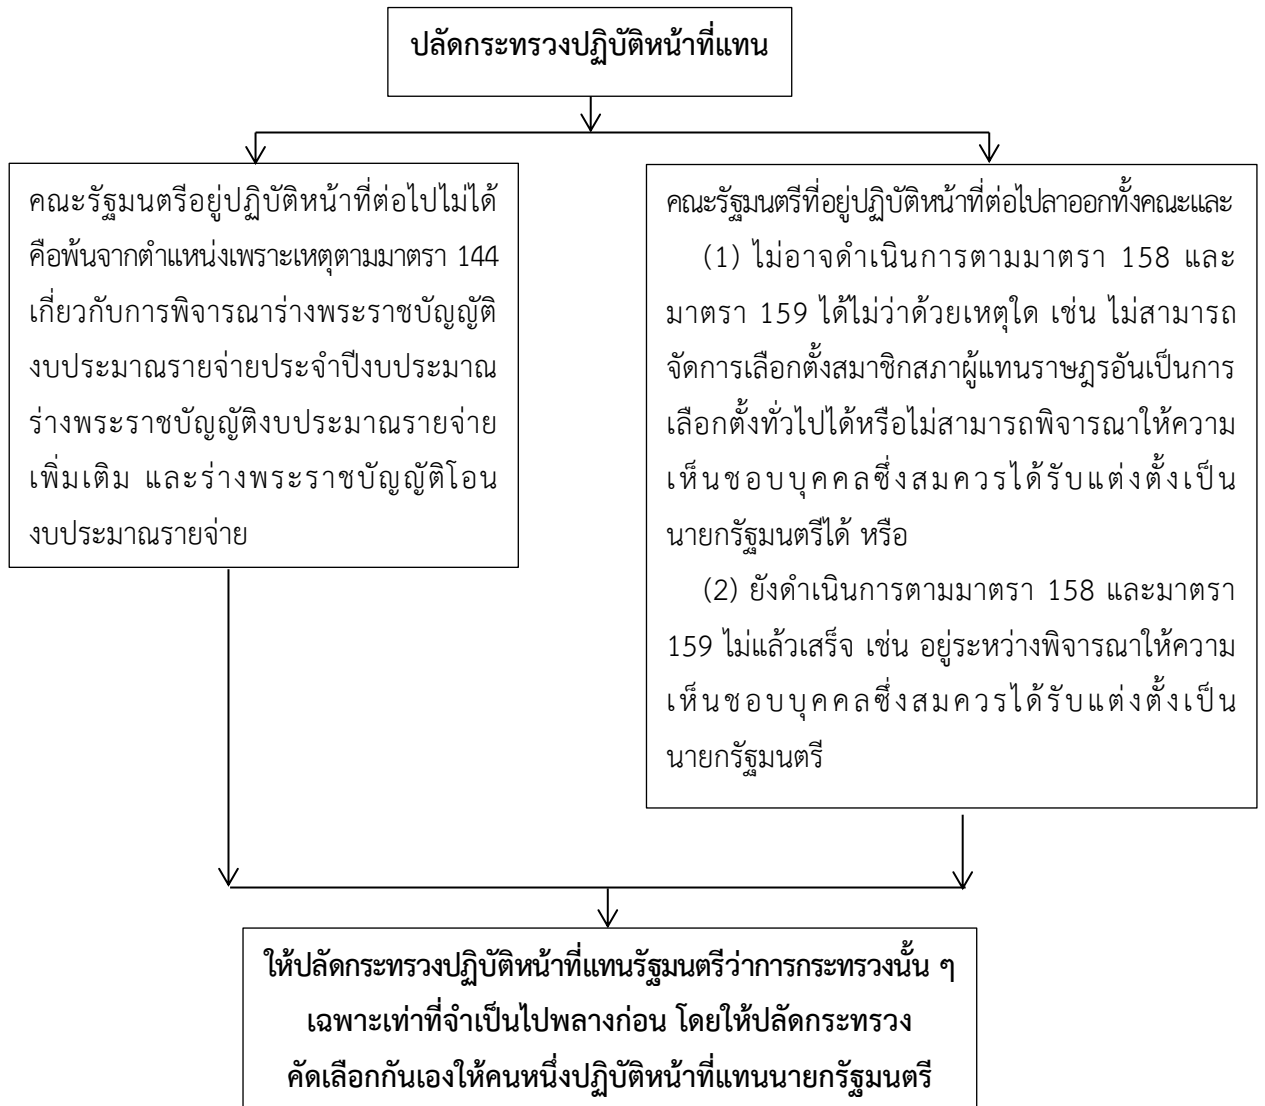 ปลัดกระทรวงปฏิบัติหน้าที่แทน
คณะรัฐมนตรีอยู่ปฏิบัติหน้าที่ต่อไปไม่ได้
คือพ้นจากตำแหน่งเพราะเหตุตามมาตรา 144
เกี่ยวกับการพิจารณาร่างพระราชบัญญัติ
งบประมาณรายจ่ายประจำปีงบประมาณ
ร่างพระราชบัญญัติงบประมาณรายจ่าย
เพิ่มเติม และร่างพระราชบัญญัติโอน
งบประมาณรายจ่าย
คณะรัฐมนตรีที่อยู่ปฏิบัติหน้าที่ต่อไปลาออกทั้งคณะและ
(1) ไม่อาจดำเนินการตามมาตรา 158 และ
มาตรา 159 ได้ไม่ว่าด้วยเหตุใด เช่น ไม่สามารถ
จัดการเลือกตั้งสมาชิกสภาผู้แทนราษฎรอันเป็นการ
เลือกตั้งทั่วไปได้หรือไม่สามารถพิจารณาให้ความ
เห็นชอบบุคคลซึ่งสมควรได้รับแต่งตั้งเป็น
นายกรัฐมนตรีได้ หรือ
(2) ยังดำเนินการตามมาตรา 158 และมาตรา
159 ไม่แล้วเสร็จ เช่น อยู่ระหว่างพิจารณาให้ความ
เห็นชอบบุคคลซึ่งสมควรได้รับแต่งตั้งเป็น
นายกรัฐมนตรี
ให้ปลัดกระทรวงปฏิบัติหน้าที่แทนรัฐมนตรีว่าการกระทรวงนั้น ๆ
เฉพาะเท่าที่จำเป็นไปพลางก่อน โดยให้ปลัดกระทรวง
คัดเลือกกันเองให้คนหนึ่งปฏิบัติหน้าที่แทนนายกรัฐมนตรี